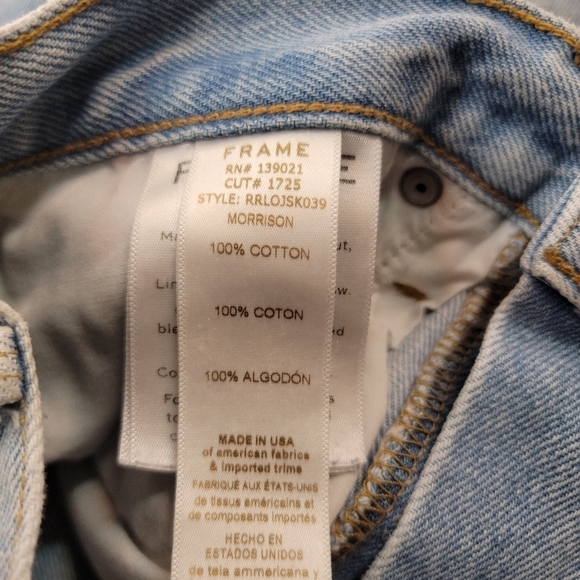 FRAME
RN# 139021
CUT# 1725
STYLE: RRLOJSK039
MORRISON
100% COTTON
100% COTON
100% ALGODÓN
MADE IN USA
of american fabrics
& imported trims
FABRIQUÉ AUX ÉTATS-UNIS
de tissus américains et
de composants importés
HECHO EN
ESTADOS UNIDOS
de tela americana y